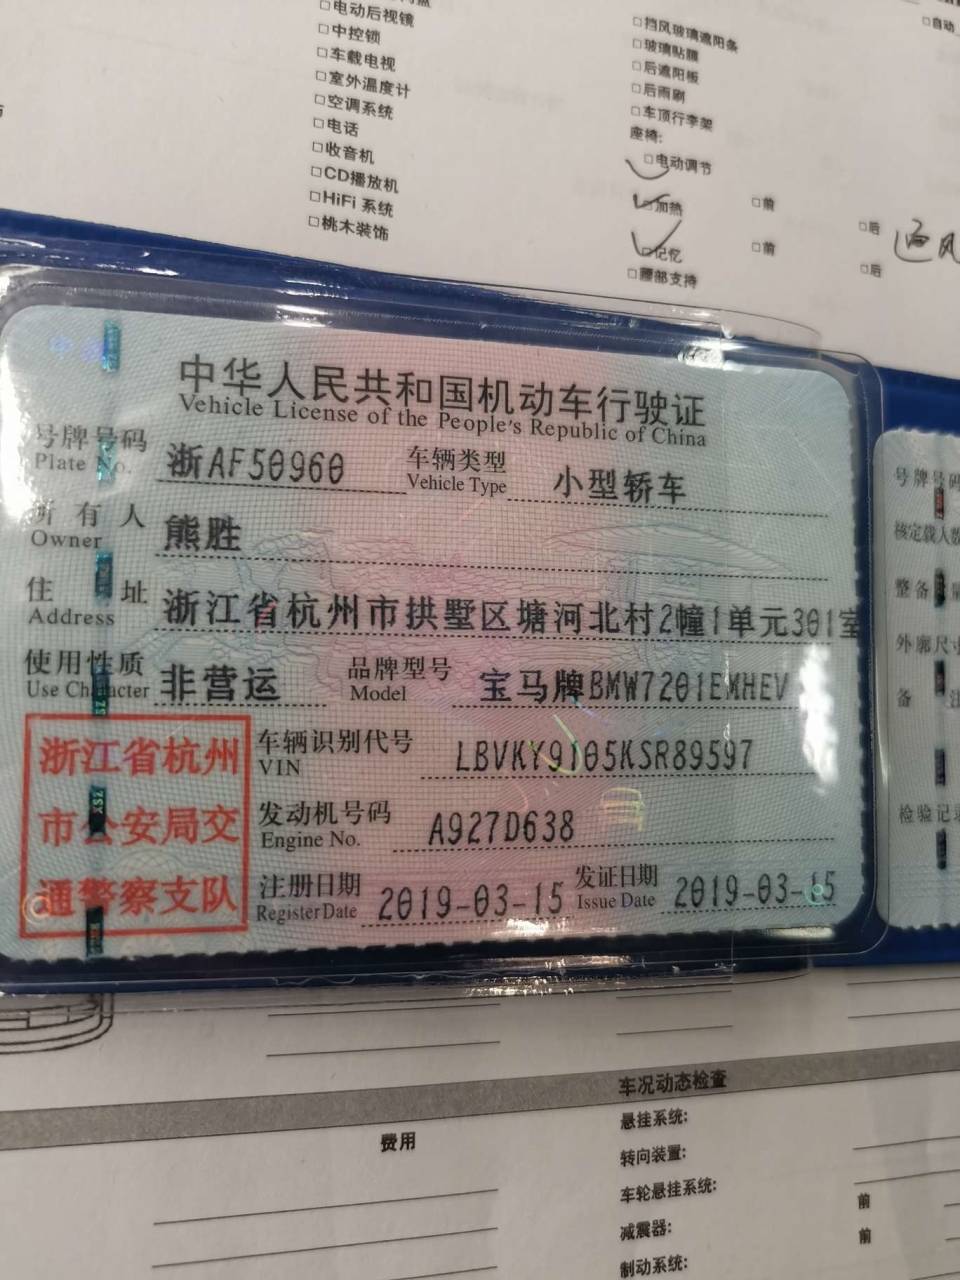 □电动后视镜
□中控锁
□车载电视
□室外温度计
□空调系统
□电话
□收音机
□CD播放机
□HiFi 系统
□桃木装饰
□挡风玻璃遮阳条
□玻璃贴膜
□后遮阳板
□后雨刷
□车顶行李架
座椅:
□电动调节
□加热 □前 □后 通风
□记忆 □前 □后
□腰部支持
□自动
中华人民共和国机动车行驶证
Vehicle License of the People's Republic of China
号牌号码 浙AF50960 车辆类型 小型轿车
Plate No. Vehicle Type
所有人 熊胜
Owner
住址 浙江省杭州市拱墅区塘河北村2幢1单元301室
Address
使用性质 非营运 品牌型号 宝马牌BMW7201EMHEV
Use Character Model
浙江省杭州
市公安局交
通警察支队
车辆识别代号 LBVKY9105KSR89597
VIN
发动机号码 A927D638
Engine No.
注册日期 2019-03-15 发证日期 2019-03-15
Register Date Issue Date
号牌号码
核定载人数
整备质量
外廓尺寸
备注
检验记录
车况动态检查
费用
悬挂系统:
转向装置:
车轮悬挂系统:
前
减震器:
前
制动系统: